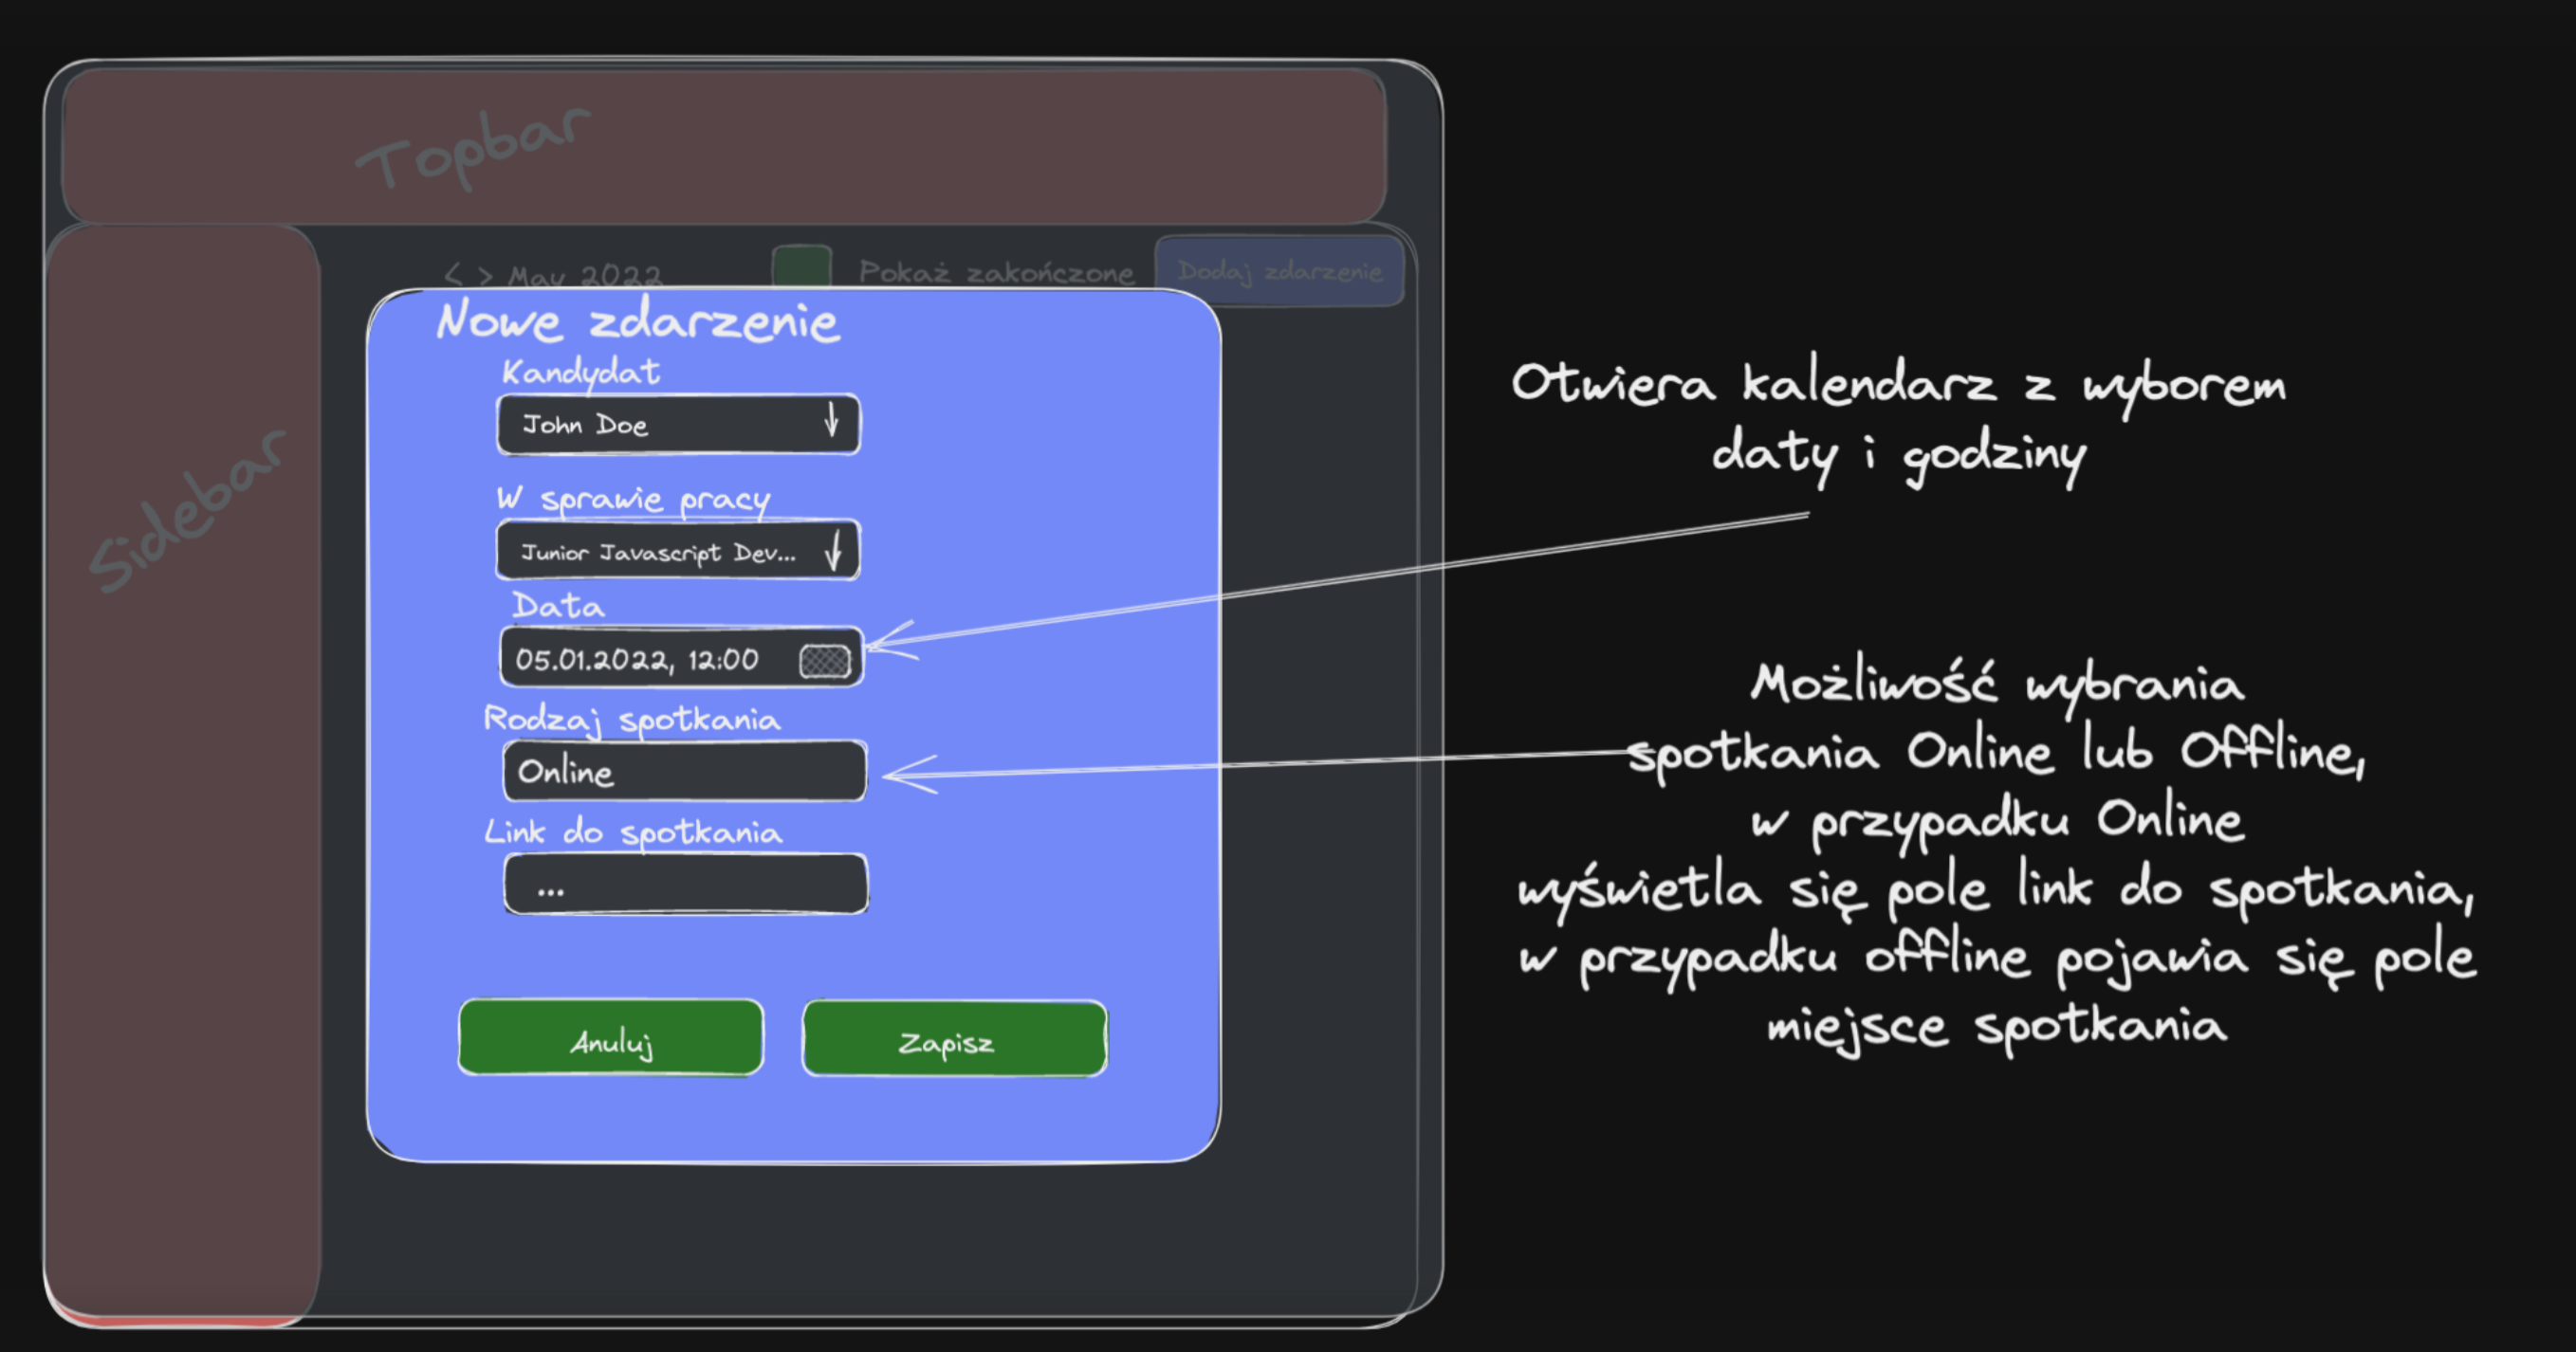 Topbar
Sidebar
< > May 2022
Pokaż zakończone
Dodaj zdarzenie
Nowe zdarzenie
Kandydat
John Doe
W sprawie pracy
Junior Javascript Dev...
Data
05.01.2022, 12:00
Rodzaj spotkania
Online
Link do spotkania
...
Anuluj
Zapisz
Otwiera kalendarz z wyborem
daty i godziny
Możliwość wybrania
spotkania Online lub Offline,
w przypadku Online
wyświetla się pole link do spotkania,
w przypadku offline pojawia się pole
miejsce spotkania